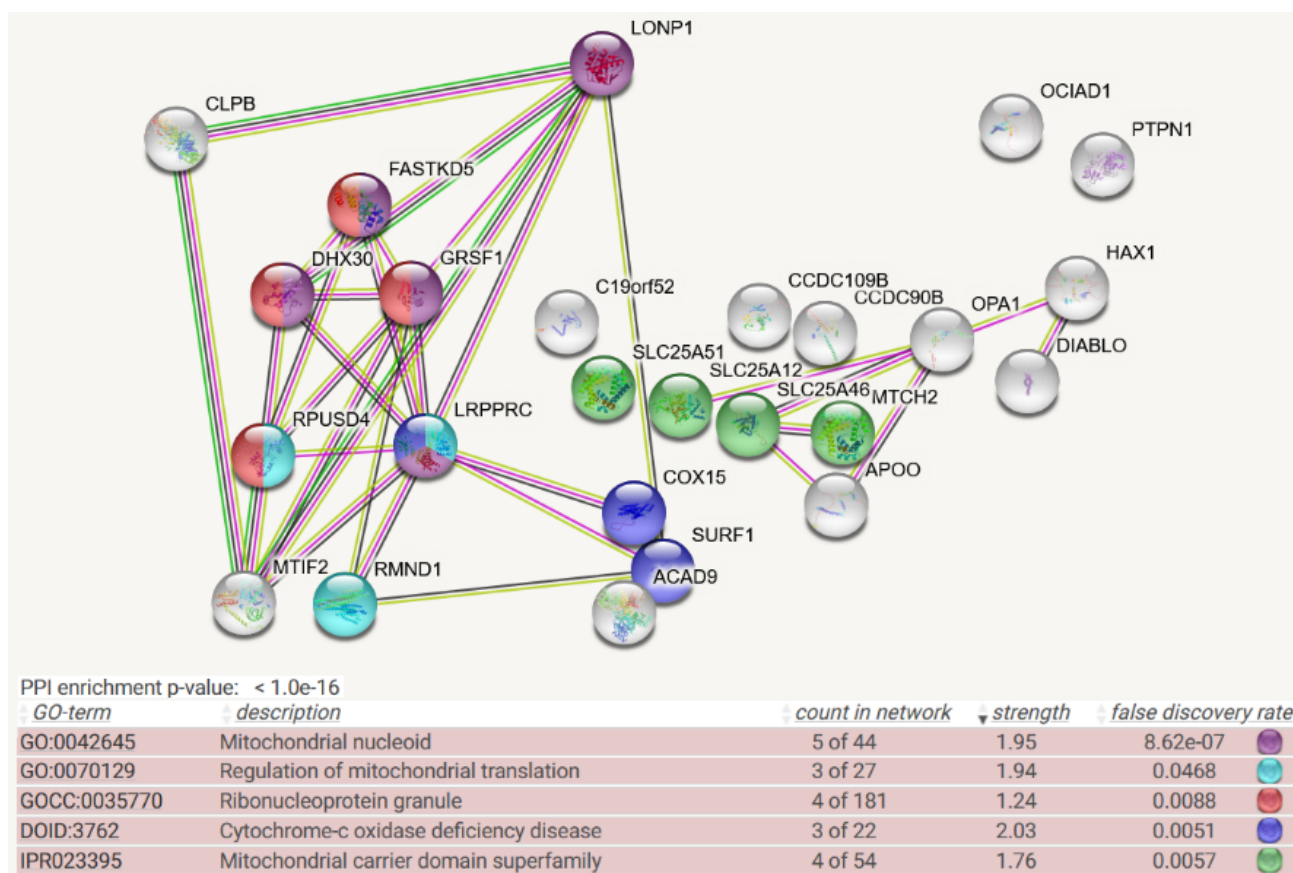 LONP1
OCIAD1
CLPB
PTPN1
FASTKD5
DHX30
GRSF1
HAX1
C19orf52
CCDC109B
CCDC90B
OPA1
DIABLO
SLC25A51
SLC25A12
SLC25A46
MTCH2
RPUSD4
LRPPRC
APOO
COX15
SURF1
MTIF2
RMND1
ACAD9
PPI enrichment p-value: < 1.0e-16
GO-term description count in network strength false discovery rate
GO:0042645 Mitochondrial nucleoid 5 of 44 1.95 8.62e-07
GO:0070129 Regulation of mitochondrial translation 3 of 27 1.94 0.0468
GOCC:0035770 Ribonucleoprotein granule 4 of 181 1.24 0.0088
DOID:3762 Cytochrome-c oxidase deficiency disease 3 of 22 2.03 0.0051
IPR023395 Mitochondrial carrier domain superfamily 4 of 54 1.76 0.0057